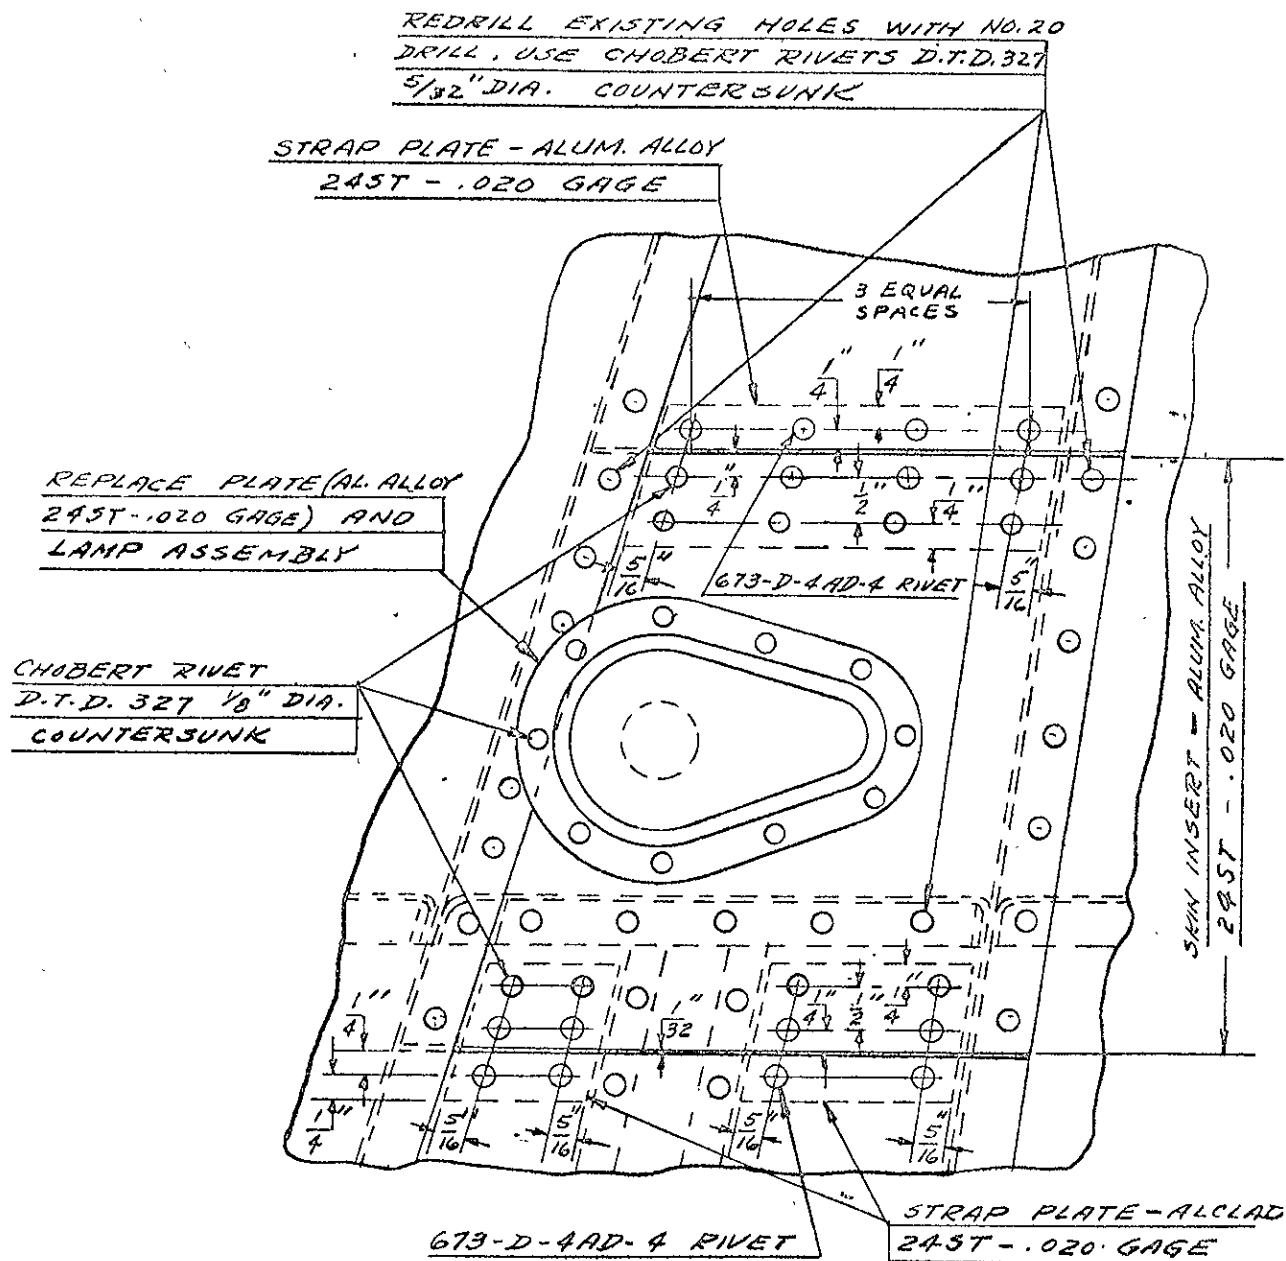 REDRILL EXISTING HOLES WITH NO. 20
DRILL. USE CHOBERT RIVETS D.T.D. 327
5/32" DIA. COUNTERSUNK
STRAP PLATE - ALUM. ALLOY
24ST - .020 GAGE
3 EQUAL
SPACES
1/4"
1/4"
REPLACE PLATE (AL. ALLOY
24ST - .020 GAGE) AND
LAMP ASSEMBLY
1/4"
1/2"
1/4"
5/16"
673-D-4AD-4 RIVET
5/16"
CHOBERT RIVET
D.T.D. 327 1/8" DIA.
COUNTERSUNK
SKIN INSERT - ALUM. ALLOY
24ST - .020 GAGE
1/4"
1/32"
1/4"
1/2"
1/4"
1/4"
5/16"
5/16"
5/16"
5/16"
673-D-4AD-4 RIVET
STRAP PLATE - ALCLAD
24ST - .020 GAGE